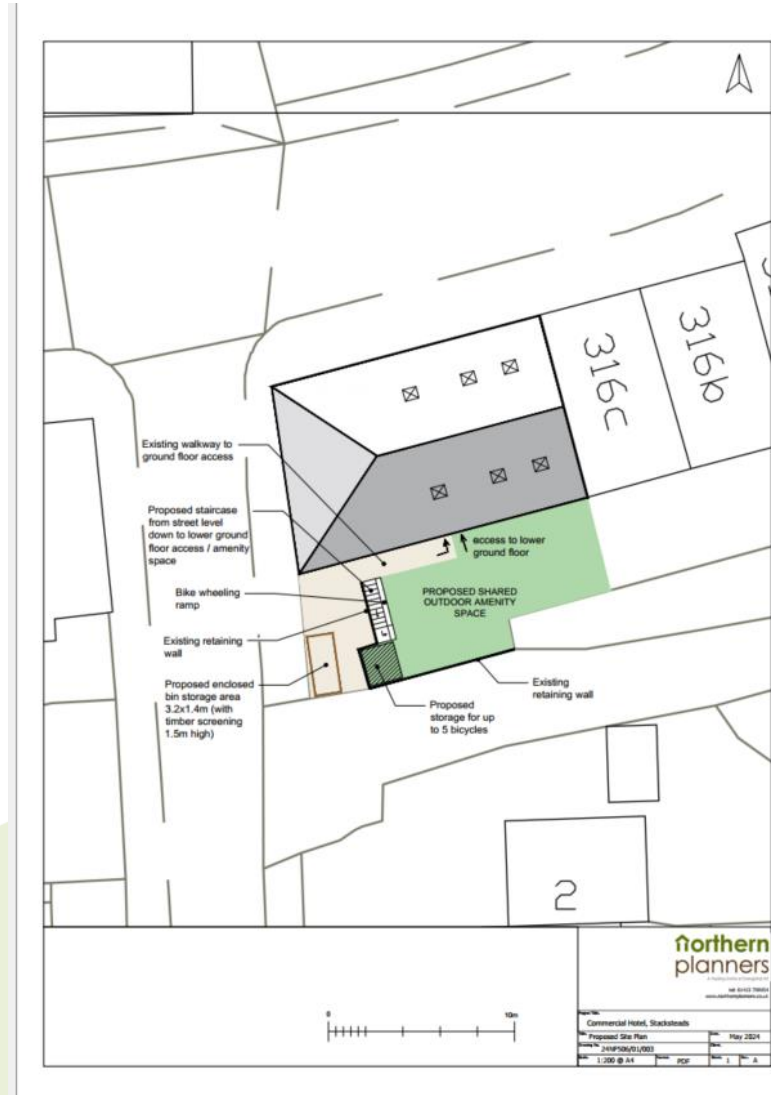 316c
316b
Existing walkway to
ground floor access
Proposed staircase
from street level
down to lower ground
floor access / amenity
space
access to lower
ground floor
Bike wheeling
ramp
PROPOSED SHARED
OUTDOOR AMENITY
SPACE
Existing retaining
wall
Proposed enclosed
bin storage area
3.2x1.4m (with
timber screening
1.5m high)
Existing
retaining wall
Proposed
storage for up
to 5 bicycles
2
northern
planners
0
10m
Commercial Hotel, Stacksteads
Proposed Site Plan
May 2024
24NP506/01/003
1:200 @ A4
PDF
1
A